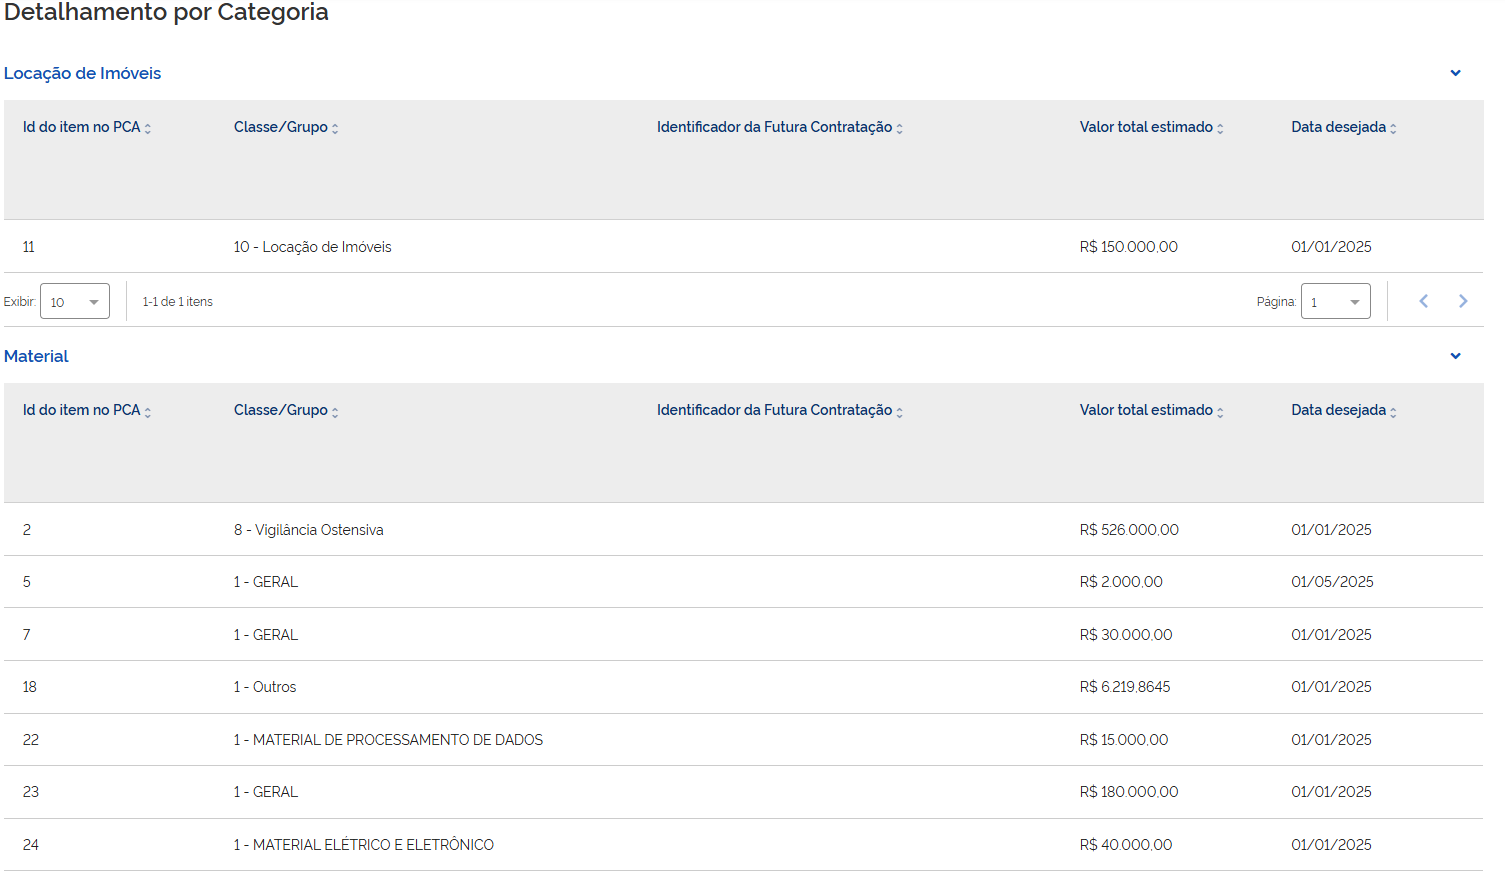 Detalhamento por Categoria
Locação de Imóveis
Id do item no PCA Classe/Grupo Identificador da Futura Contratação Valor total estimado Data desejada
11 10 - Locação de Imóveis R$ 150.000,00 01/01/2025
Exibir: 10 1-1 de 1 itens Página: 1
Material
Id do item no PCA Classe/Grupo Identificador da Futura Contratação Valor total estimado Data desejada
2 8 - Vigilância Ostensiva R$ 526.000,00 01/01/2025
5 1 - GERAL R$ 2.000,00 01/05/2025
7 1 - GERAL R$ 30.000,00 01/01/2025
18 1 - Outros R$ 6.219,8645 01/01/2025
22 1 - MATERIAL DE PROCESSAMENTO DE DADOS R$ 15.000,00 01/01/2025
23 1 - GERAL R$ 180.000,00 01/01/2025
24 1 - MATERIAL ELÉTRICO E ELETRÔNICO R$ 40.000,00 01/01/2025